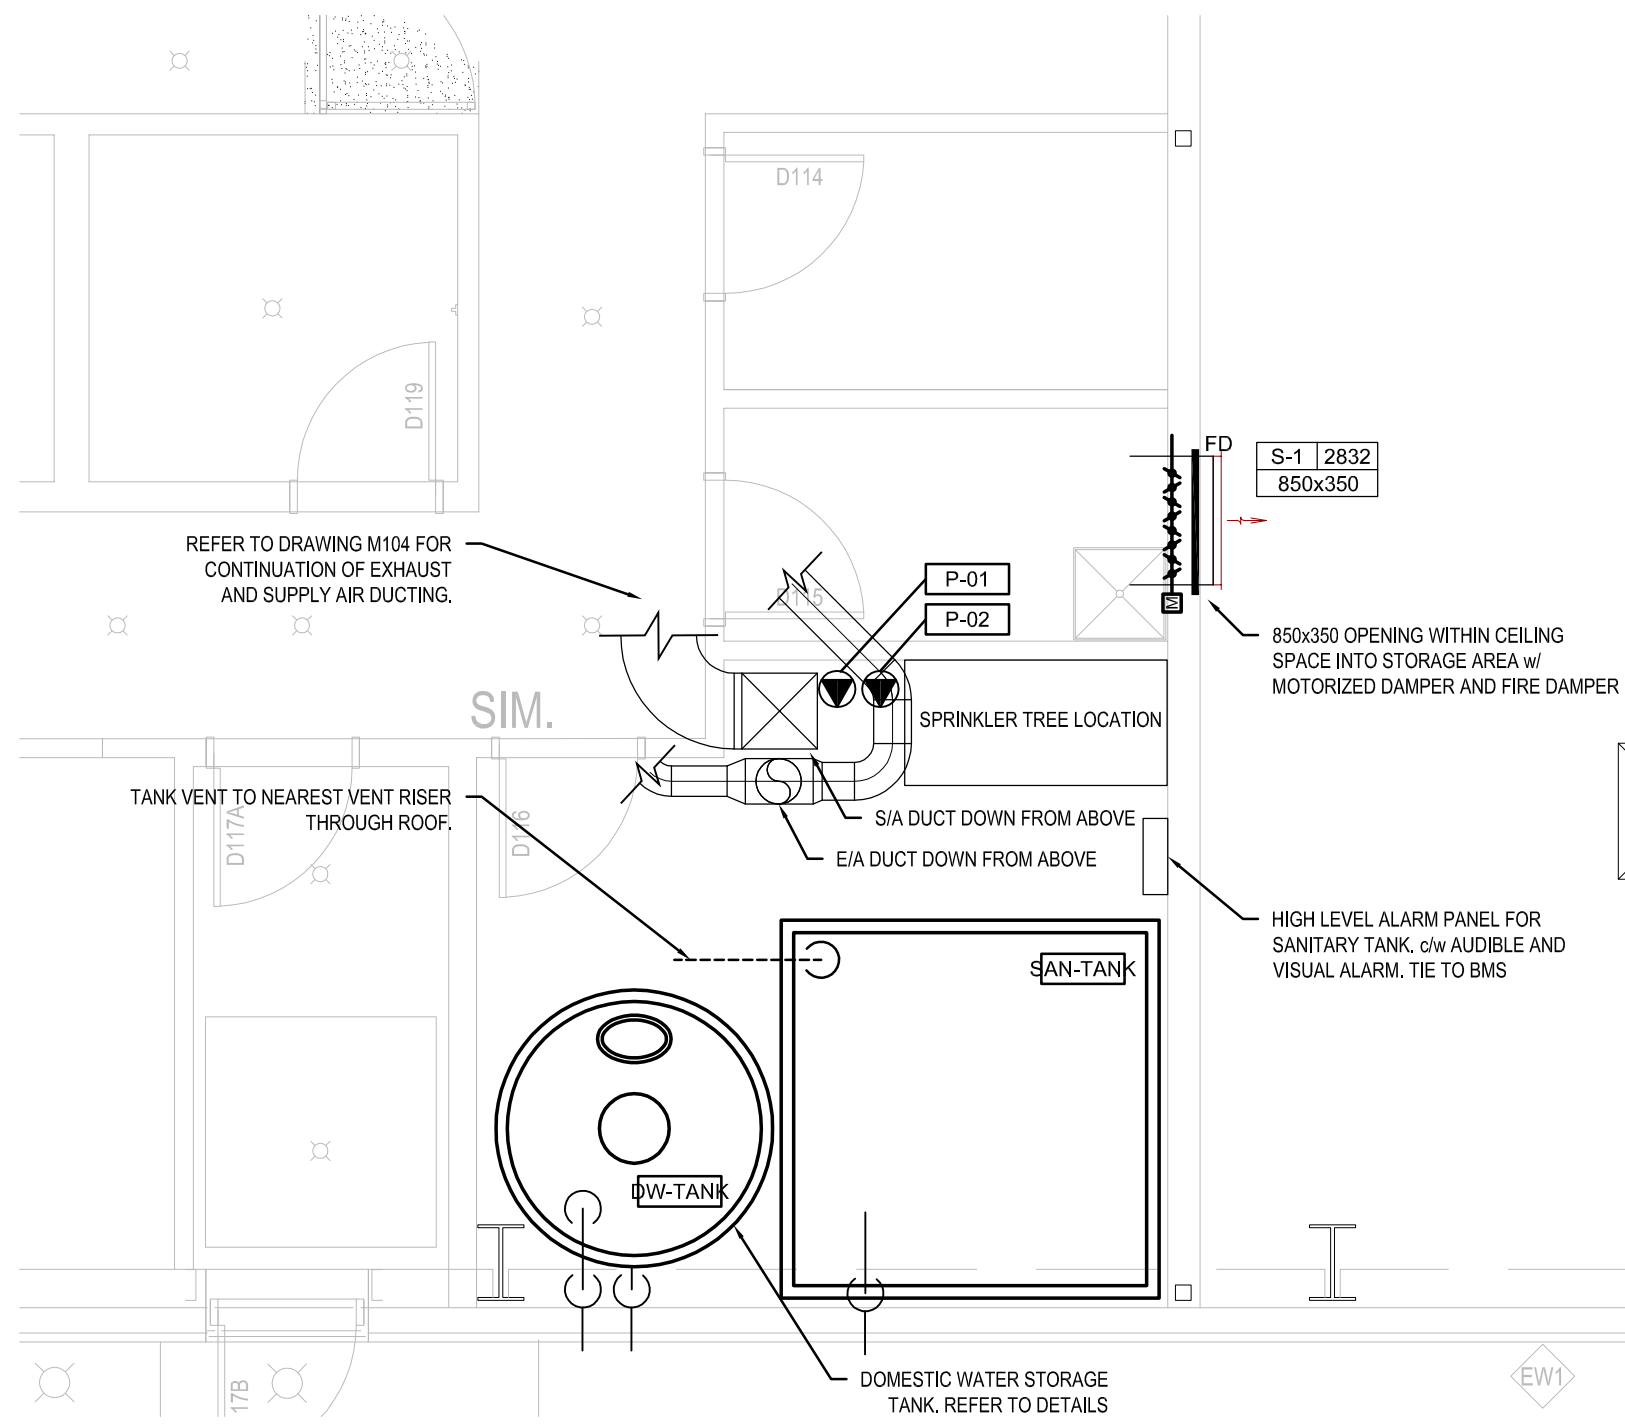 D114
D119
FD
S-1 2832
850x350
REFER TO DRAWING M104 FOR
CONTINUATION OF EXHAUST
AND SUPPLY AIR DUCTING.
D115
P-01
P-02
M
850x350 OPENING WITHIN CEILING
SPACE INTO STORAGE AREA w/
MOTORIZED DAMPER AND FIRE DAMPER
SIM.
SPRINKLER TREE LOCATION
TANK VENT TO NEAREST VENT RISER
THROUGH ROOF.
D117A
D116
S/A DUCT DOWN FROM ABOVE
E/A DUCT DOWN FROM ABOVE
HIGH LEVEL ALARM PANEL FOR
SANITARY TANK. c/w AUDIBLE AND
VISUAL ALARM. TIE TO BMS
SAN-TANK
DW-TANK
DOMESTIC WATER STORAGE
TANK. REFER TO DETAILS
17B
EW1